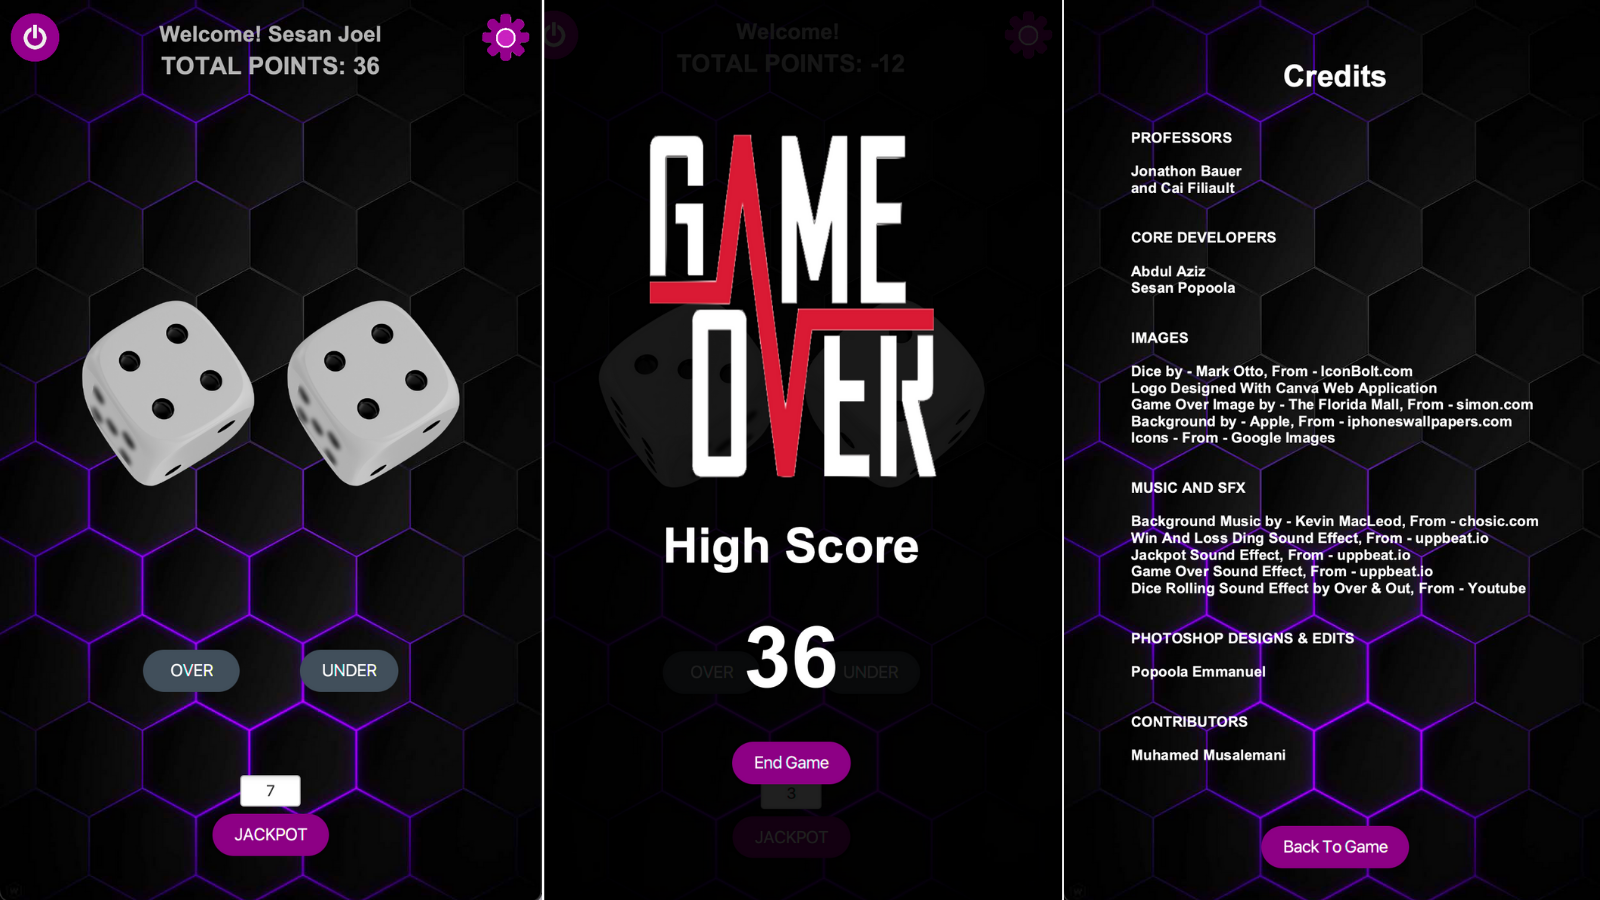 Welcome! Sesan Joel
TOTAL POINTS: 36
OVER
UNDER
7
JACKPOT
Welcome!
TOTAL POINTS: -12
GAME
OVER
High Score
36
OVER
UNDER
End Game
3
JACKPOT
Credits
PROFESSORS
Jonathon Bauer
and Cai Filiault
CORE DEVELOPERS
Abdul Aziz
Sesan Popoola
IMAGES
Dice by - Mark Otto, From - IconBolt.com
Logo Designed With Canva Web Application
Game Over Image by - The Florida Mall, From - simon.com
Background by - Apple, From - iphoneswallpapers.com
Icons - From - Google Images
MUSIC AND SFX
Background Music by - Kevin MacLeod, From - chosic.com
Win And Loss Ding Sound Effect, From - uppbeat.io
Jackpot Sound Effect, From - uppbeat.io
Game Over Sound Effect, From - uppbeat.io
Dice Rolling Sound Effect by Over & Out, From - Youtube
PHOTOSHOP DESIGNS & EDITS
Popoola Emmanuel
CONTRIBUTORS
Muhamed Musalemani
Back To Game